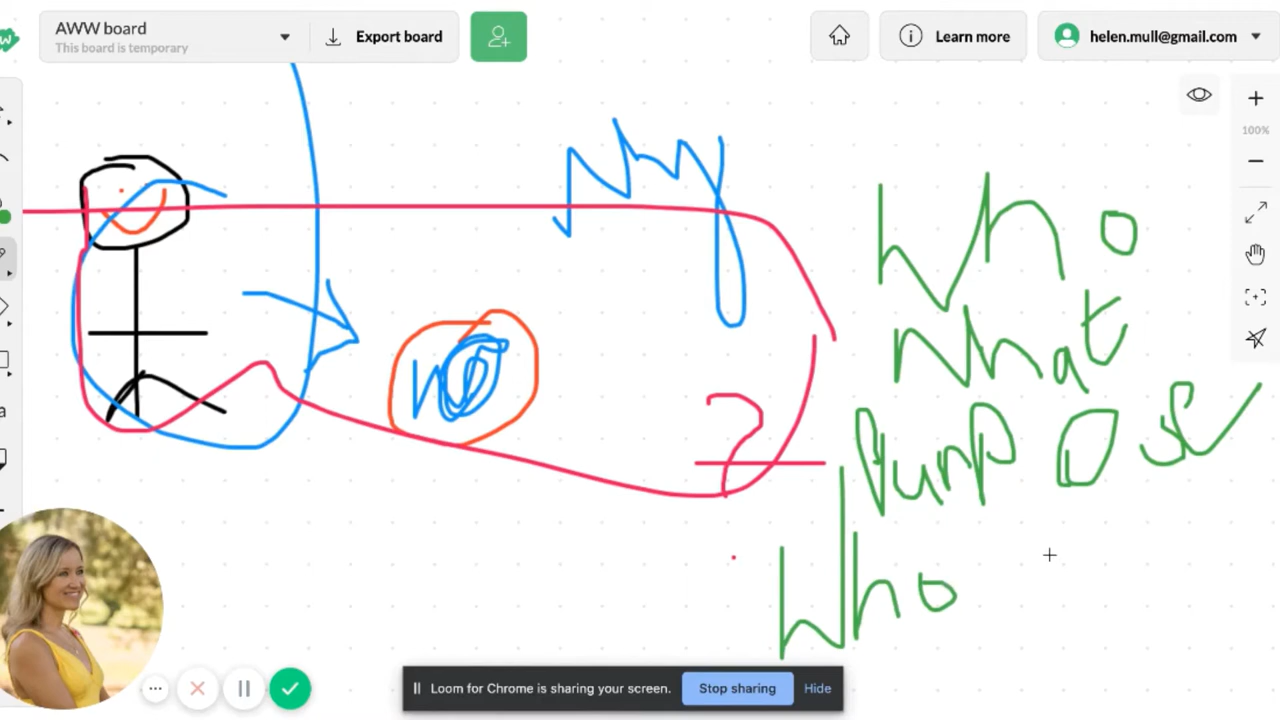 AWW board
This board is temporary
Export board
Learn more
helen.mull@gmail.com
100%
Why
Who
What
Purpose
?
Who
Loom for Chrome is sharing your screen.
Stop sharing
Hide